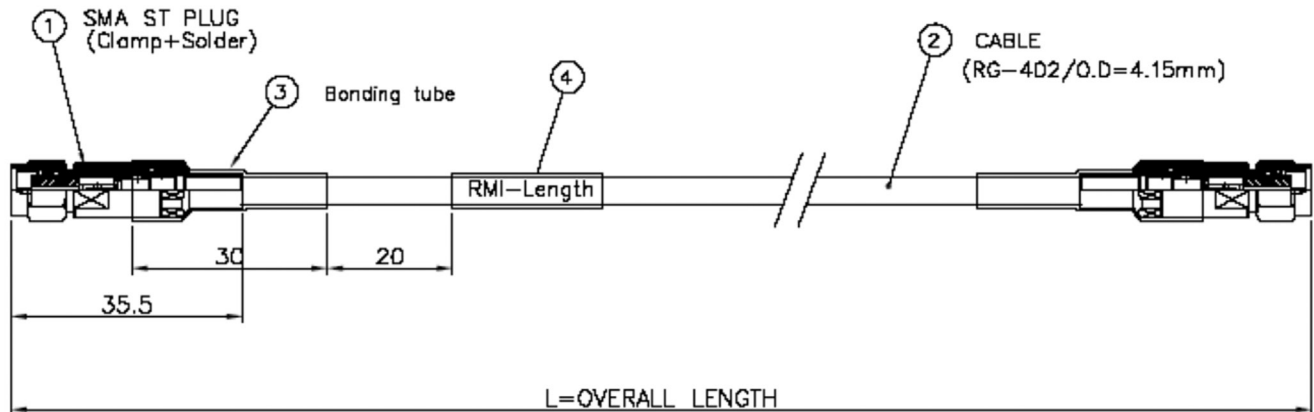 1 SMA ST PLUG
(Clamp+Solder)
2 CABLE
(RG-402/O.D=4.15mm)
3 Bonding tube
4
RMI-Length
30
20
35.5
L=OVERALL LENGTH